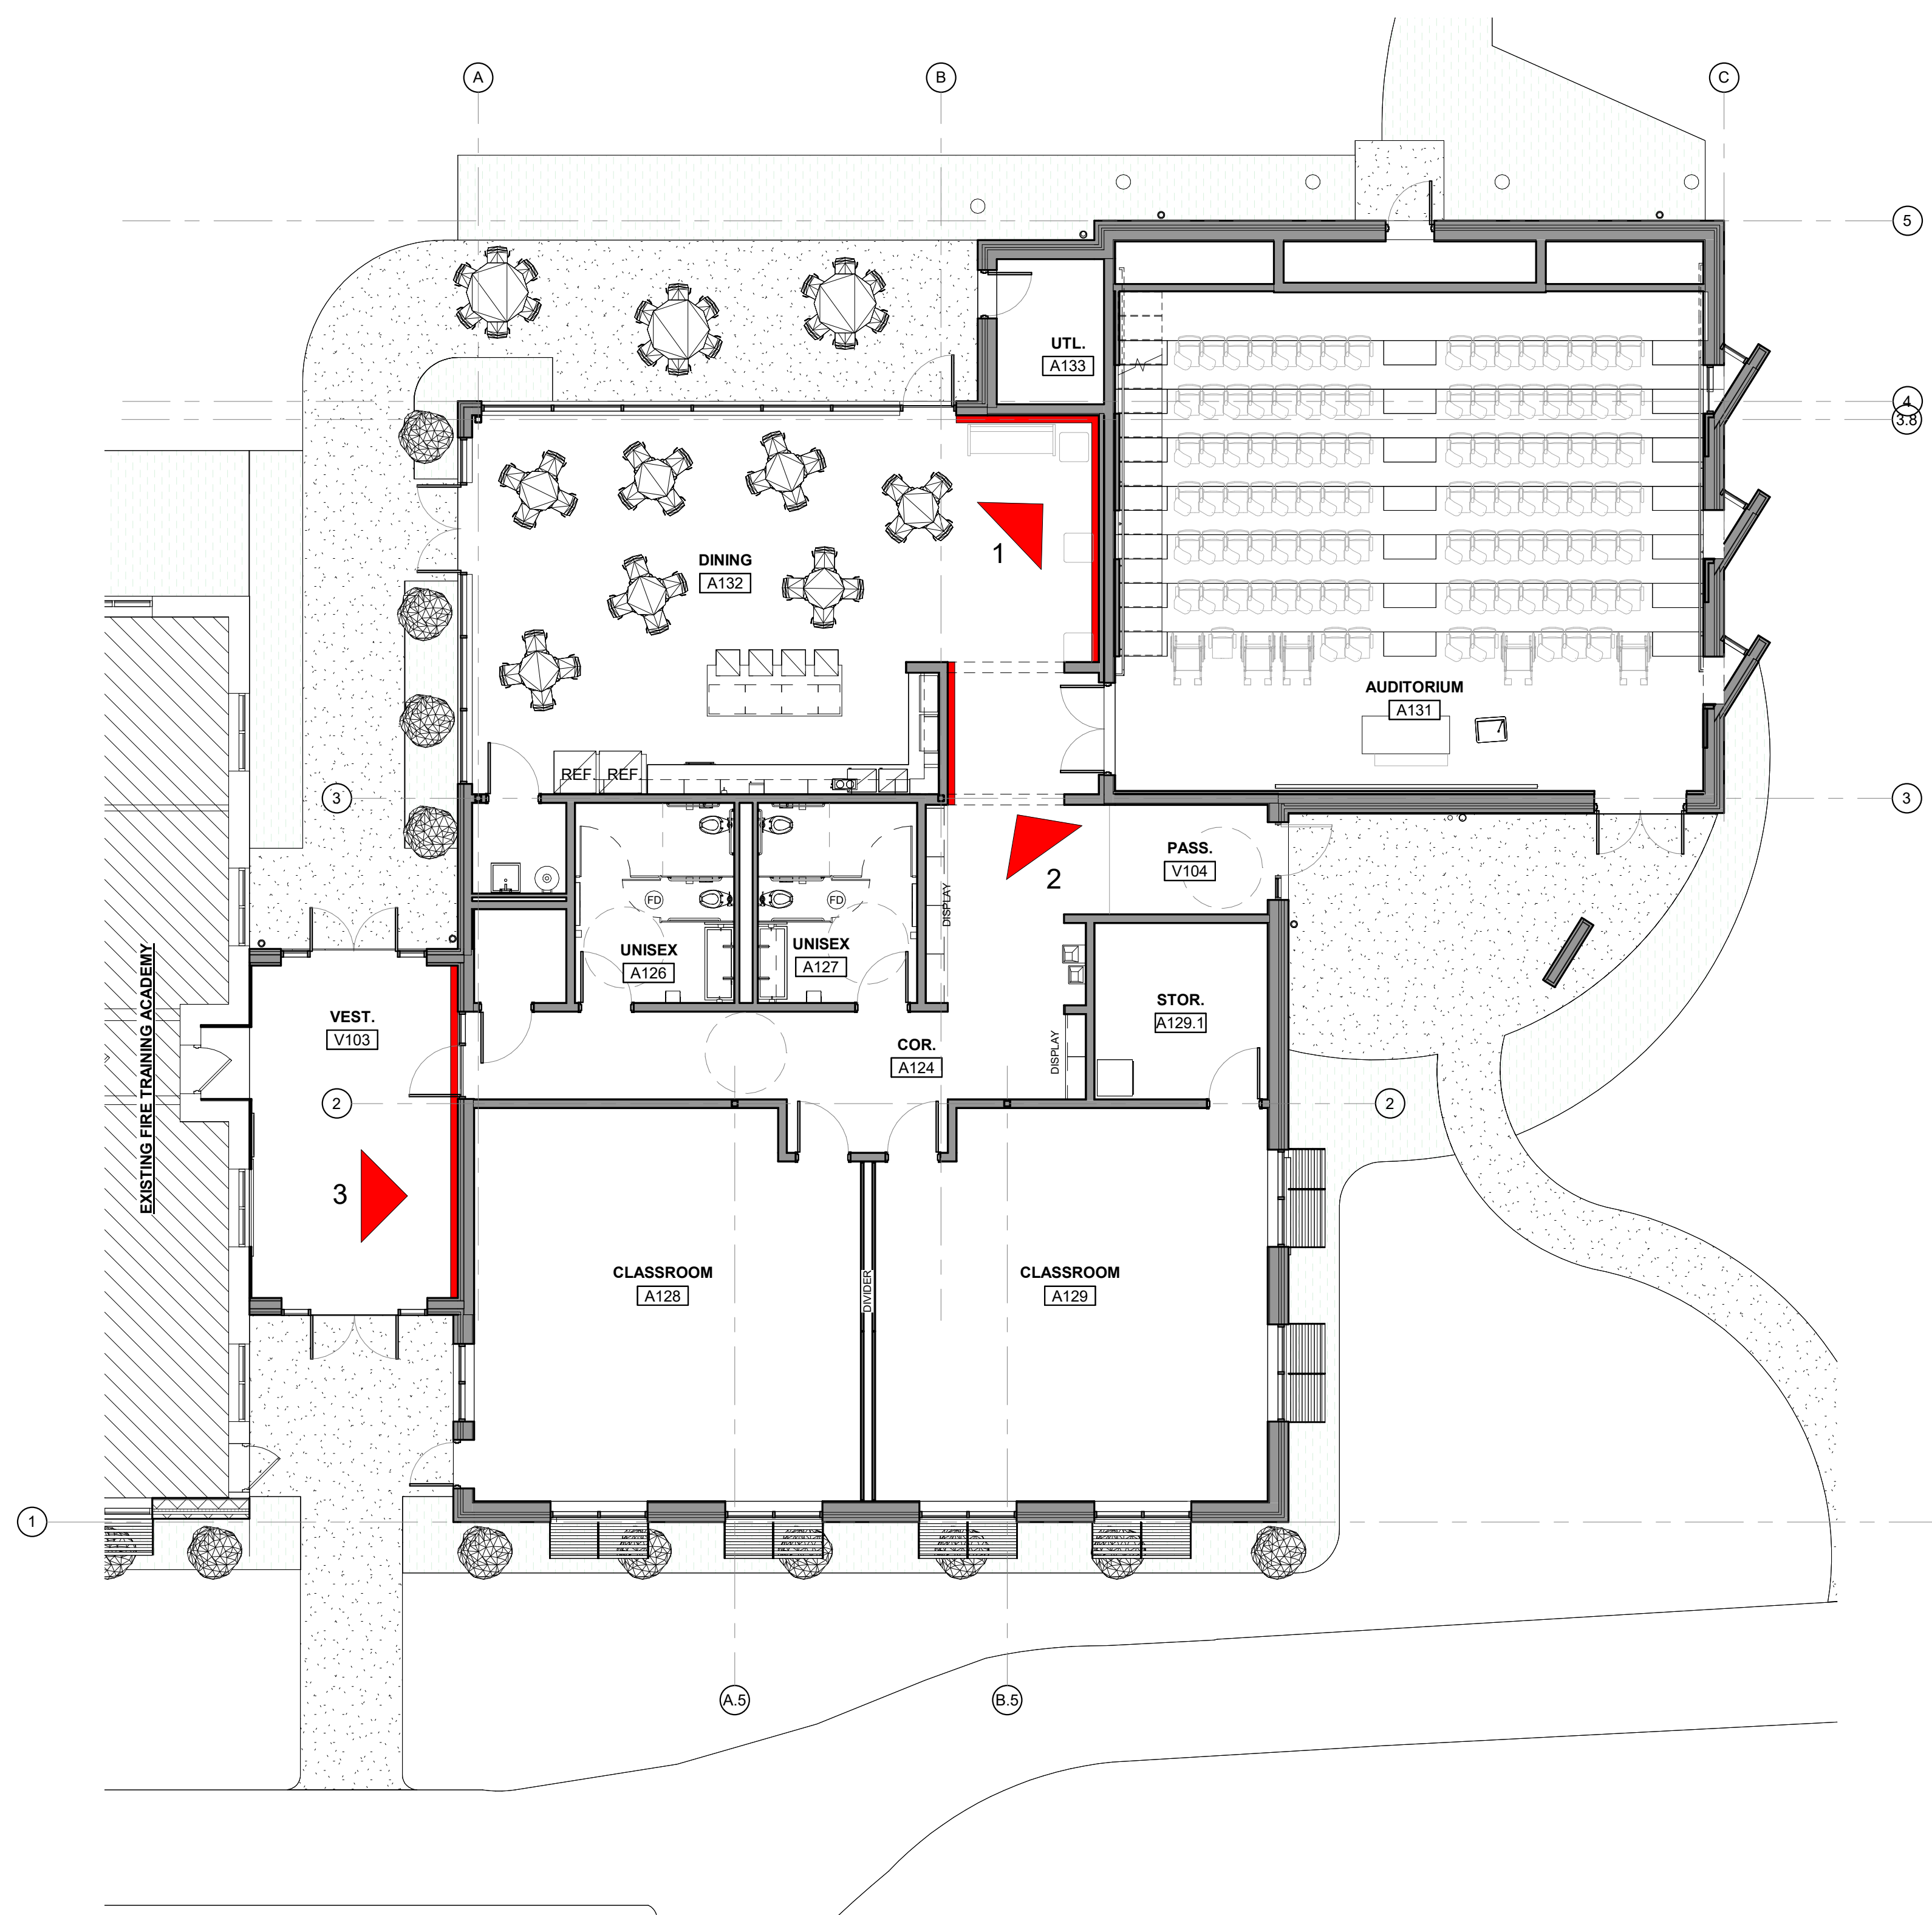 A
B
C
5
UTL.
A133
4
3.8
1
DINING
A132
AUDITORIUM
A131
REF
REF
3
3
PASS.
V104
2
DISPLAY
FD
FD
UNISEX
A126
UNISEX
A127
EXISTING FIRE TRAINING ACADEMY
VEST.
V103
STOR.
A129.1
COR.
A124
DISPLAY
2
2
3
CLASSROOM
A128
DIVIDER
CLASSROOM
A129
1
A.5
B.5